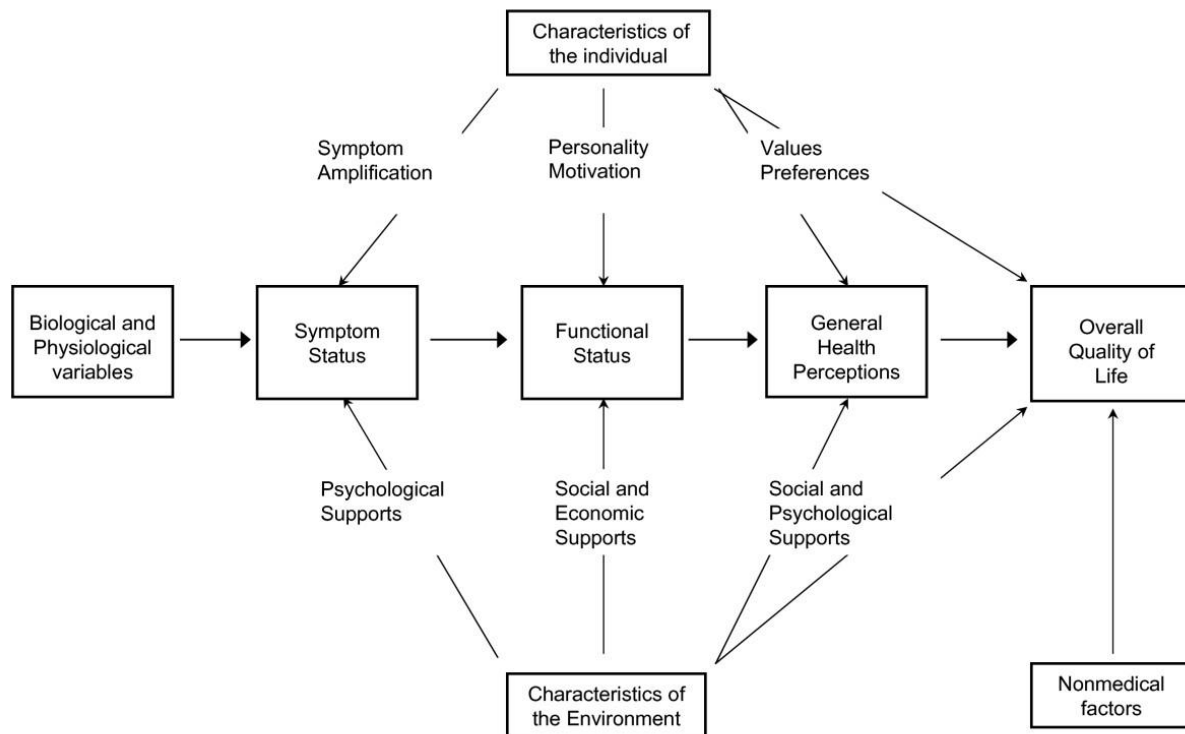 Characteristics of
the individual
Symptom
Amplification
Personality
Motivation
Values
Preferences
Biological and
Physiological
variables
Symptom
Status
Functional
Status
General
Health
Perceptions
Overall
Quality of
Life
Psychological
Supports
Social and
Economic
Supports
Social and
Psychological
Supports
Characteristics of
the Environment
Nonmedical
factors